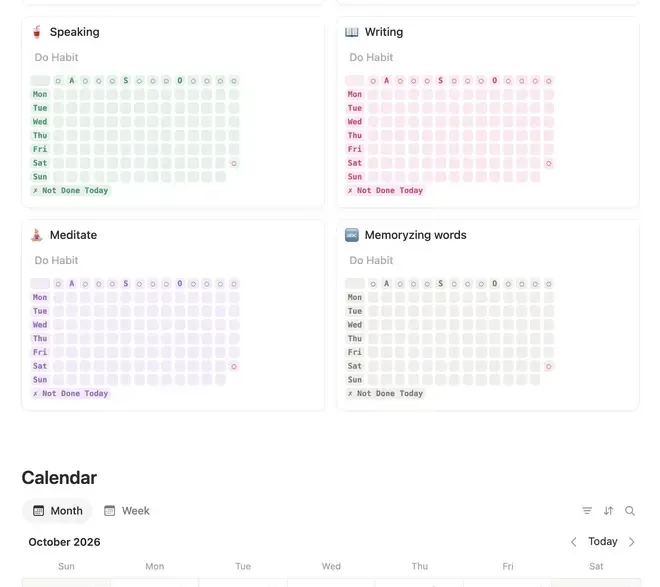 Speaking
Do Habit
○ A ○ ○ ○ S ○ ○ ○ O ○ ○ ○ ○
Mon
Tue
Wed
Thu
Fri
Sat ○
Sun
✗ Not Done Today
Writing
Do Habit
○ A ○ ○ ○ S ○ ○ ○ O ○ ○ ○ ○
Mon
Tue
Wed
Thu
Fri
Sat ○
Sun
✗ Not Done Today
Meditate
Do Habit
○ A ○ ○ ○ S ○ ○ ○ O ○ ○ ○ ○
Mon
Tue
Wed
Thu
Fri
Sat ○
Sun
✗ Not Done Today
Memoryzing words
Do Habit
○ A ○ ○ ○ S ○ ○ ○ O ○ ○ ○ ○
Mon
Tue
Wed
Thu
Fri
Sat ○
Sun
✗ Not Done Today
Calendar
Month Week
October 2026 Today
Sun Mon Tue Wed Thu Fri Sat